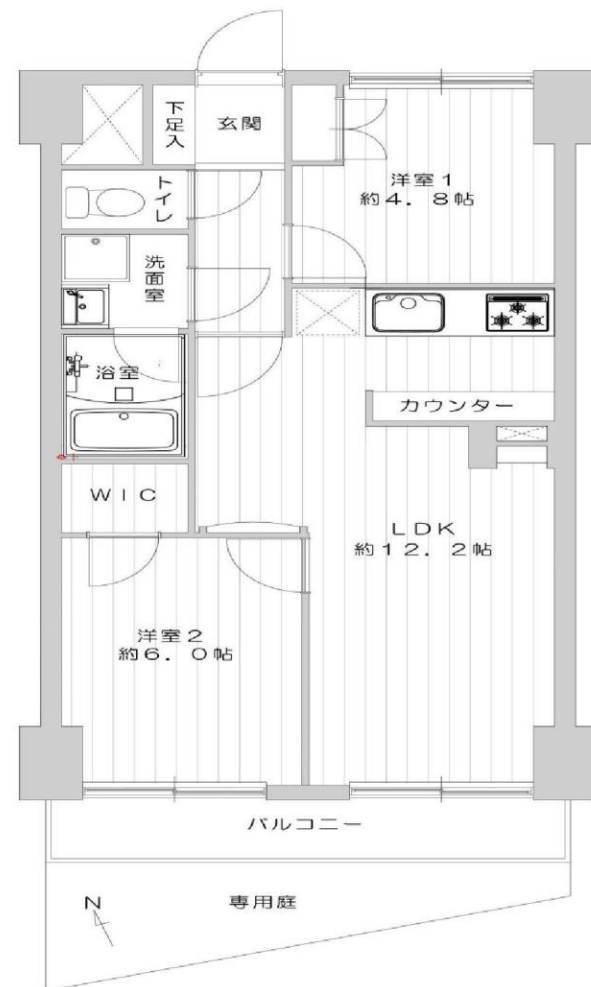 下足入
玄関
洋室1
約4.8帖
トイレ
洗面室
浴室
カウンター
WIC
LDK
約12.2帖
洋室2
約6.0帖
バルコニー
N
専用庭